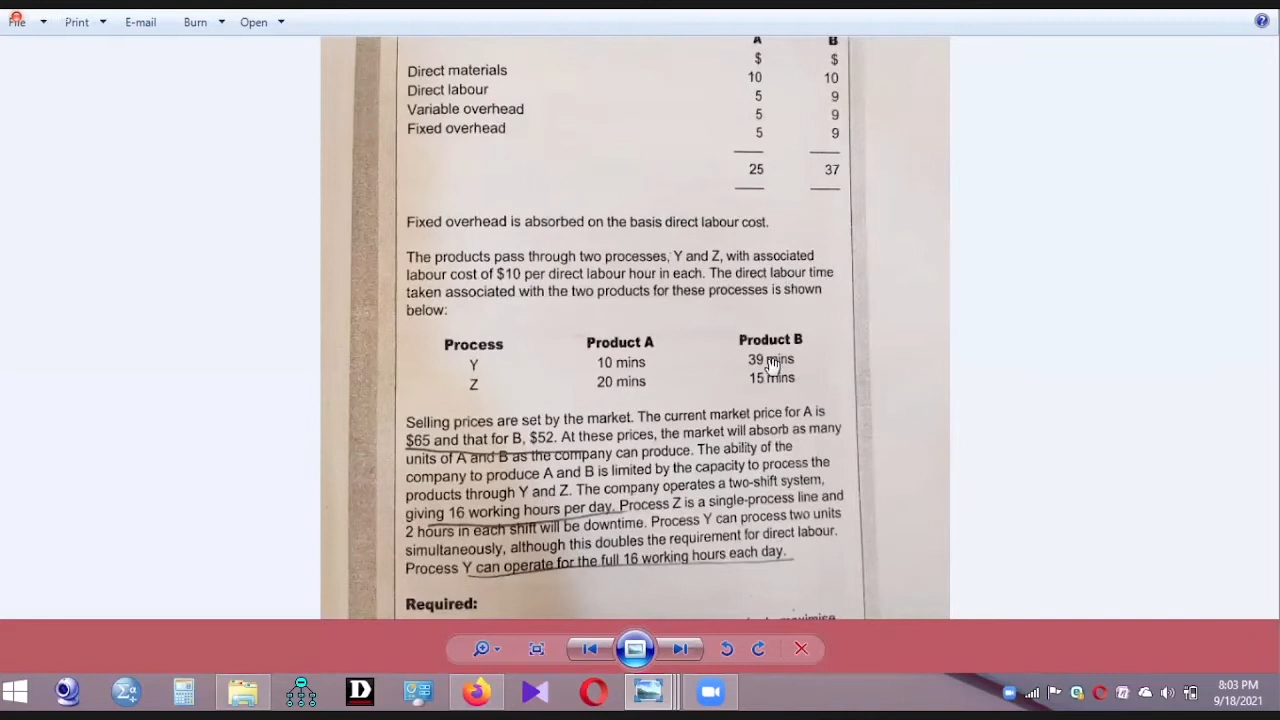 File Print E-mail Burn Open
A B
$ $
Direct materials 10 10
Direct labour 5 9
Variable overhead 5 9
Fixed overhead 5 9
25 37
Fixed overhead is absorbed on the basis direct labour cost.
The products pass through two processes, Y and Z, with associated
labour cost of $10 per direct labour hour in each. The direct labour time
taken associated with the two products for these processes is shown
below:
Process Product A Product B
Y 10 mins 39 mins
Z 20 mins 15 mins
Selling prices are set by the market. The current market price for A is
$65 and that for B, $52. At these prices, the market will absorb as many
units of A and B as the company can produce. The ability of the
company to produce A and B is limited by the capacity to process the
products through Y and Z. The company operates a two-shift system,
giving 16 working hours per day. Process Z is a single-process line and
2 hours in each shift will be downtime. Process Y can process two units
simultaneously, although this doubles the requirement for direct labour.
Process Y can operate for the full 16 working hours each day.
Required:
maximise
8:03 PM
9/18/2021